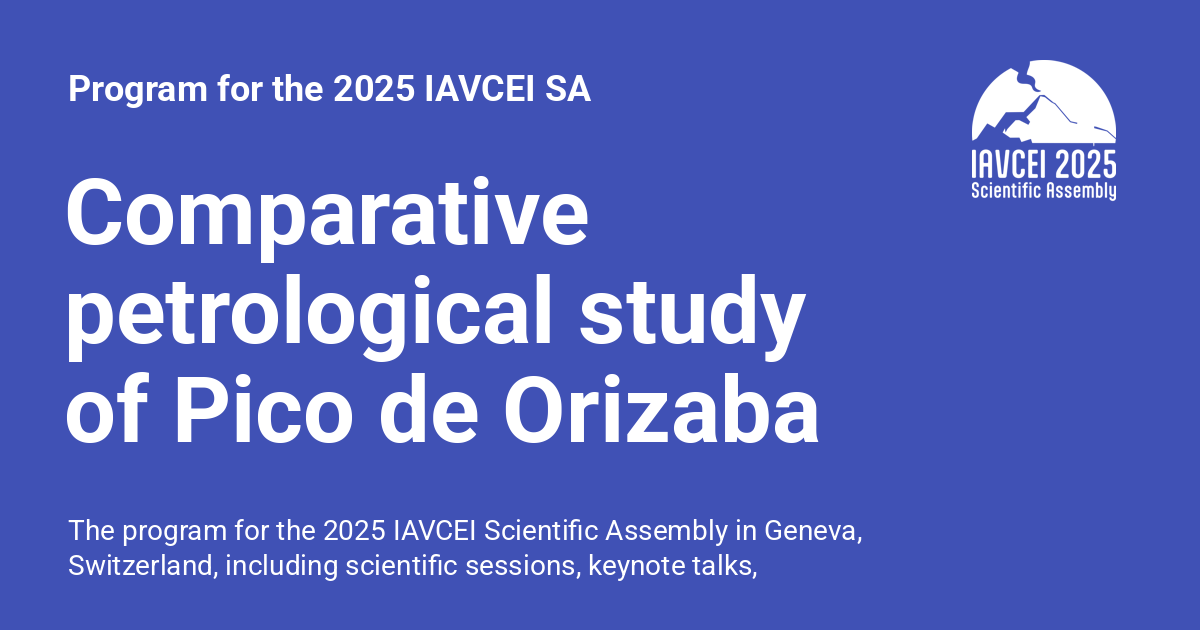 Program for the 2025 IAVCEI SA
IAVCEI 2025
Scientific Assembly
Comparative
petrological study
of Pico de Orizaba
The program for the 2025 IAVCEI Scientific Assembly in Geneva,
Switzerland, including scientific sessions, keynote talks,